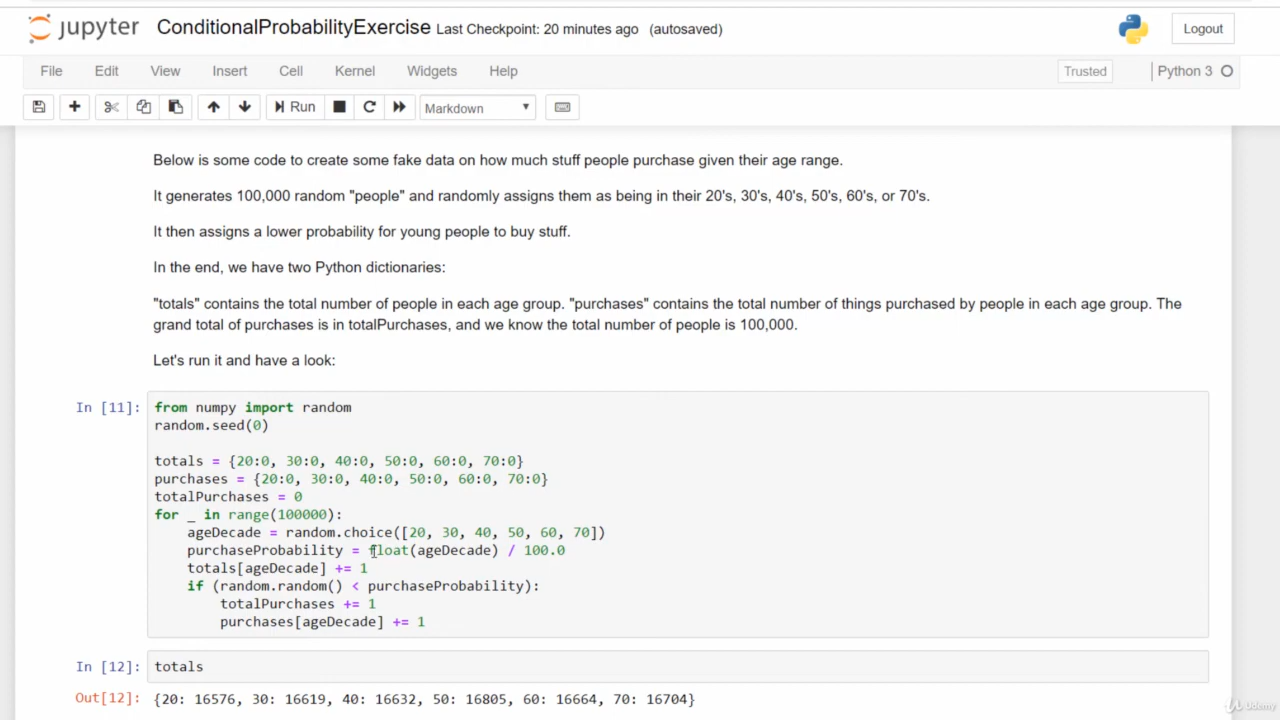 jupyter ConditionalProbabilityExercise Last Checkpoint: 20 minutes ago (autosaved) Logout
File Edit View Insert Cell Kernel Widgets Help Trusted Python 3
Run Markdown
Below is some code to create some fake data on how much stuff people purchase given their age range.
It generates 100,000 random "people" and randomly assigns them as being in their 20's, 30's, 40's, 50's, 60's, or 70's.
It then assigns a lower probability for young people to buy stuff.
In the end, we have two Python dictionaries:
"totals" contains the total number of people in each age group. "purchases" contains the total number of things purchased by people in each age group. The
grand total of purchases is in totalPurchases, and we know the total number of people is 100,000.
Let's run it and have a look:
In [11]: from numpy import random
random.seed(0)
totals = {20:0, 30:0, 40:0, 50:0, 60:0, 70:0}
purchases = {20:0, 30:0, 40:0, 50:0, 60:0, 70:0}
totalPurchases = 0
for _ in range(100000):
    ageDecade = random.choice([20, 30, 40, 50, 60, 70])
    purchaseProbability = float(ageDecade) / 100.0
    totals[ageDecade] += 1
    if (random.random() < purchaseProbability):
        totalPurchases += 1
        purchases[ageDecade] += 1
In [12]: totals
Out[12]: {20: 16576, 30: 16619, 40: 16632, 50: 16805, 60: 16664, 70: 16704}
Udemy